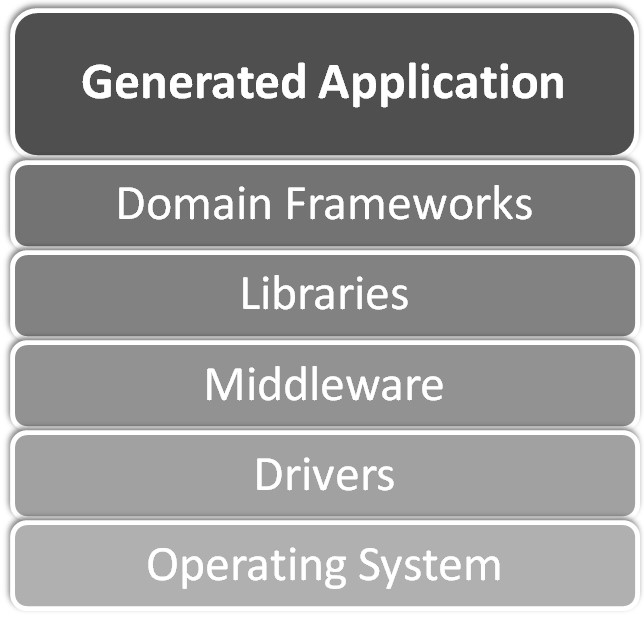 Generated Application
Domain Frameworks
Libraries
Middleware
Drivers
Operating System